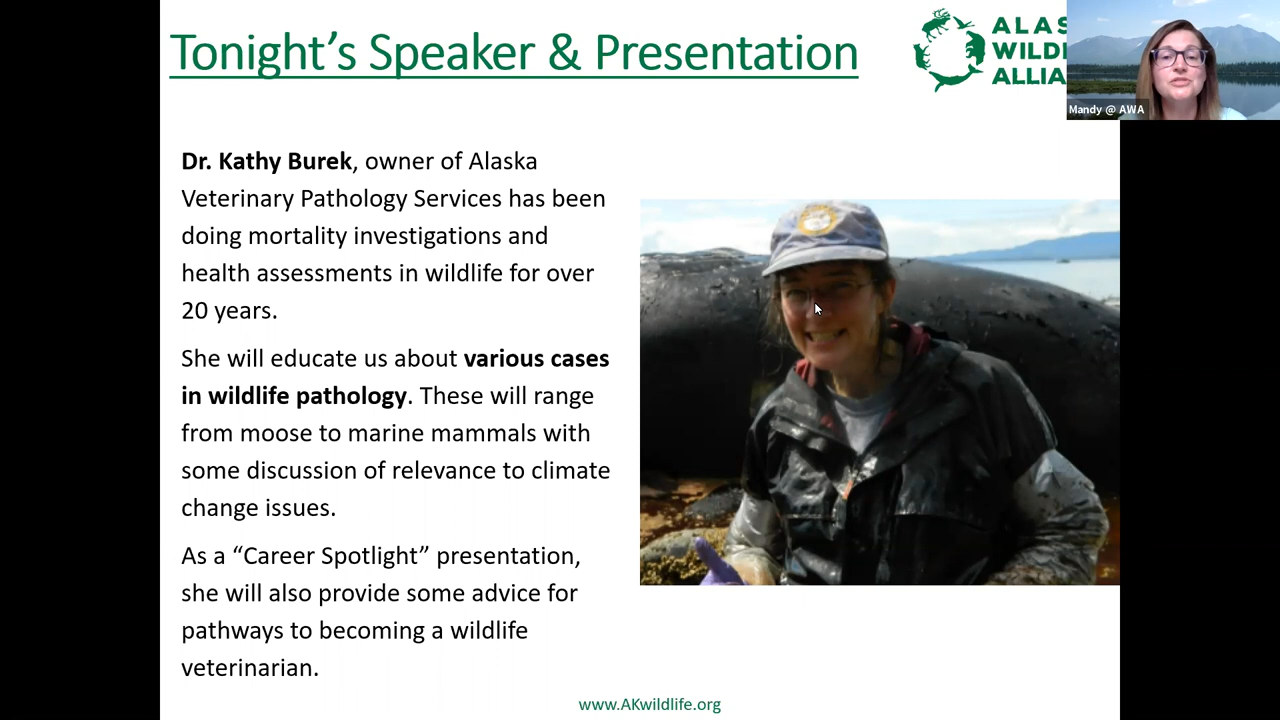 Tonight's Speaker & Presentation
ALAS
WILDL
ALLIA
Mandy @ AWA
Dr. Kathy Burek, owner of Alaska
Veterinary Pathology Services has been
doing mortality investigations and
health assessments in wildlife for over
20 years.
She will educate us about various cases
in wildlife pathology. These will range
from moose to marine mammals with
some discussion of relevance to climate
change issues.
As a “Career Spotlight” presentation,
she will also provide some advice for
pathways to becoming a wildlife
veterinarian.
www.AKwildlife.org